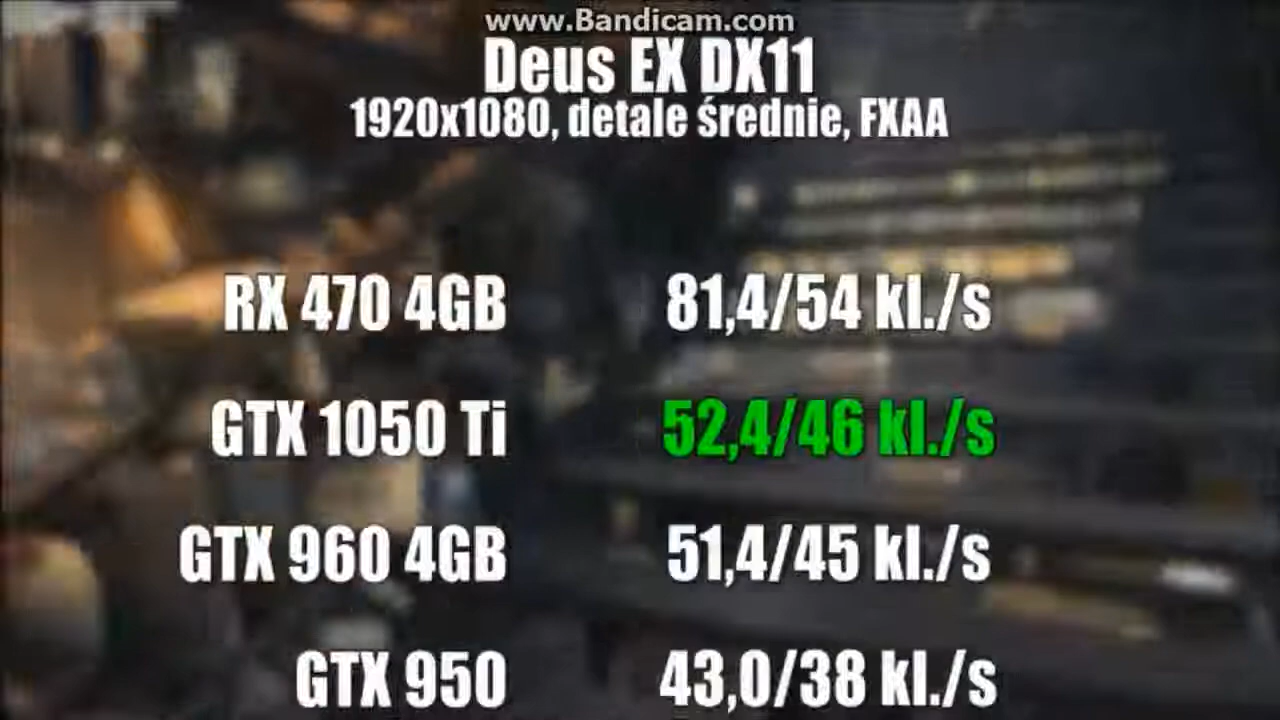 www.Bandicam.com
Deus EX DX11
1920x1080, detale średnie, FXAA
RX 470 4GB 81,4/54 kl./s
GTX 1050 Ti 52,4/46 kl./s
GTX 960 4GB 51,4/45 kl./s
GTX 950 43,0/38 kl./s